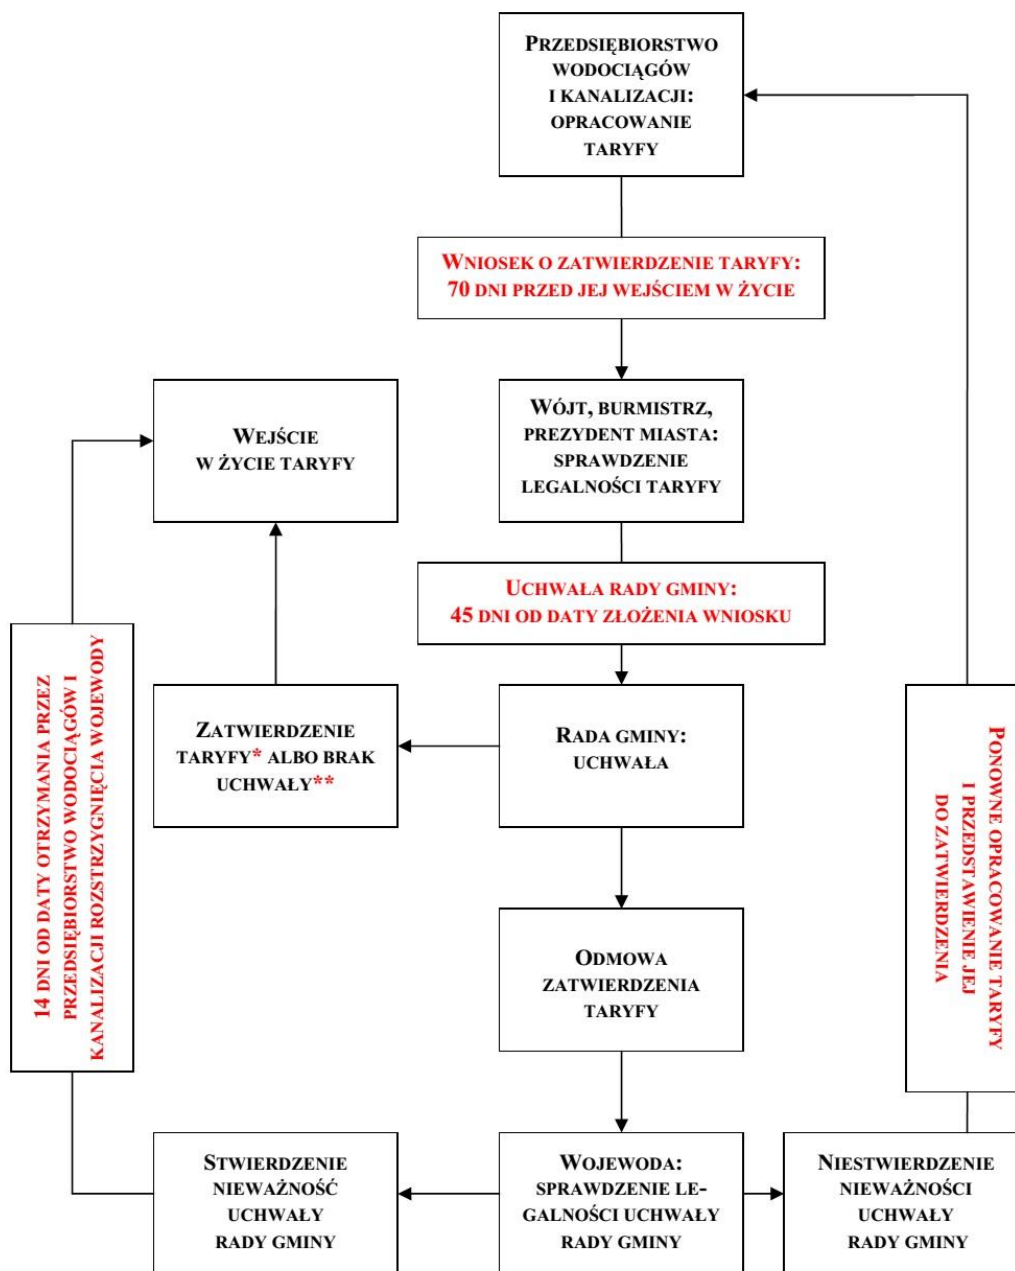 PRZEDSIĘBIORSTWO
WODOCIĄGÓW
I KANALIZACJI:
OPRACOWANIE
TARYFY
WNIOSEK O ZATWIERDZENIE TARYFY:
70 DNI PRZED JEJ WEJŚCIEM W ŻYCIE
WEJŚCIE
W ŻYCIE TARYFY
WÓJT, BURMISTRZ,
PREZYDENT MIASTA:
SPRAWDZENIE
LEGALNOŚCI TARYFY
UCHWAŁA RADY GMINY:
45 DNI OD DATY ZŁOŻENIA WNIOSKU
14 DNI OD DATY OTRZYMANIA PRZEZ
PRZEDSIĘBIORSTWO WODOCIĄGÓW I
KANALIZACJI ROZSTRZYGNIĘCIA WOJEWODY
ZATWIERDZENIE
TARYFY* ALBO BRAK
UCHWAŁY**
RADA GMINY:
UCHWAŁA
PONOWNE OPRACOWANIE TARYFY
I PRZEDSTAWIENIE JEJ
DO ZATWIERDZENIA
ODMOWA
ZATWIERDZENIA
TARYFY
STWIERDZENIE
NIEWAŻNOŚĆ
UCHWAŁY
RADY GMINY
WOJEWODA:
SPRAWDZENIE LE-
GALNOŚCI UCHWAŁY
RADY GMINY
NIESTWIERDZENIE
NIEWAŻNOŚCI
UCHWAŁY
RADY GMINY